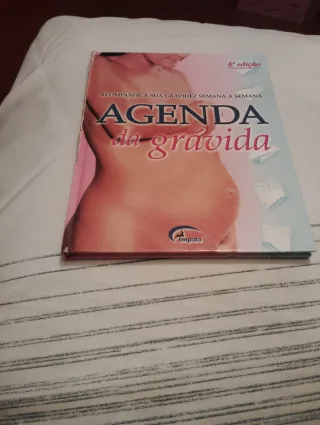 4ª edição
ACOMPANHE A SUA GRAVIDEZ SEMANA A SEMANA
AGENDA
da grávida
impala